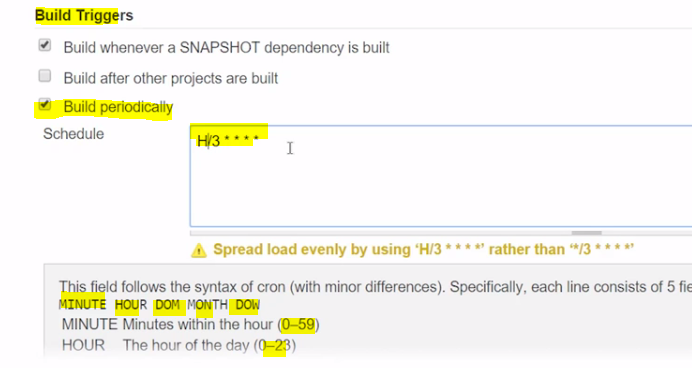 Build Triggers
Build whenever a SNAPSHOT dependency is built
Build after other projects are built
Build periodically
Schedule
H/3 * * * *
Spread load evenly by using ‘H/3 * * * *’ rather than ‘*/3 * * * *’
This field follows the syntax of cron (with minor differences). Specifically, each line consists of 5 fie
MINUTE HOUR DOM MONTH DOW
MINUTE Minutes within the hour (0–59)
HOUR The hour of the day (0–23)